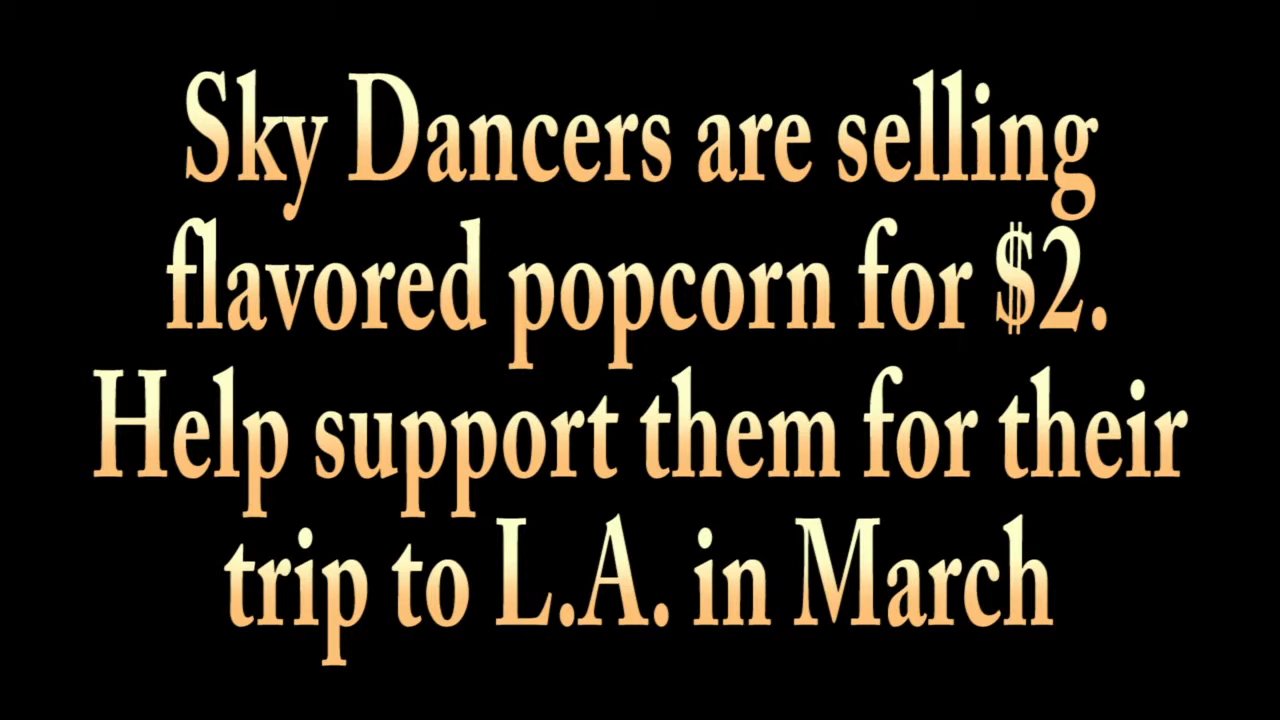 Sky Dancers are selling
flavored popcorn for $2.
Help support them for their
trip to L.A. in March